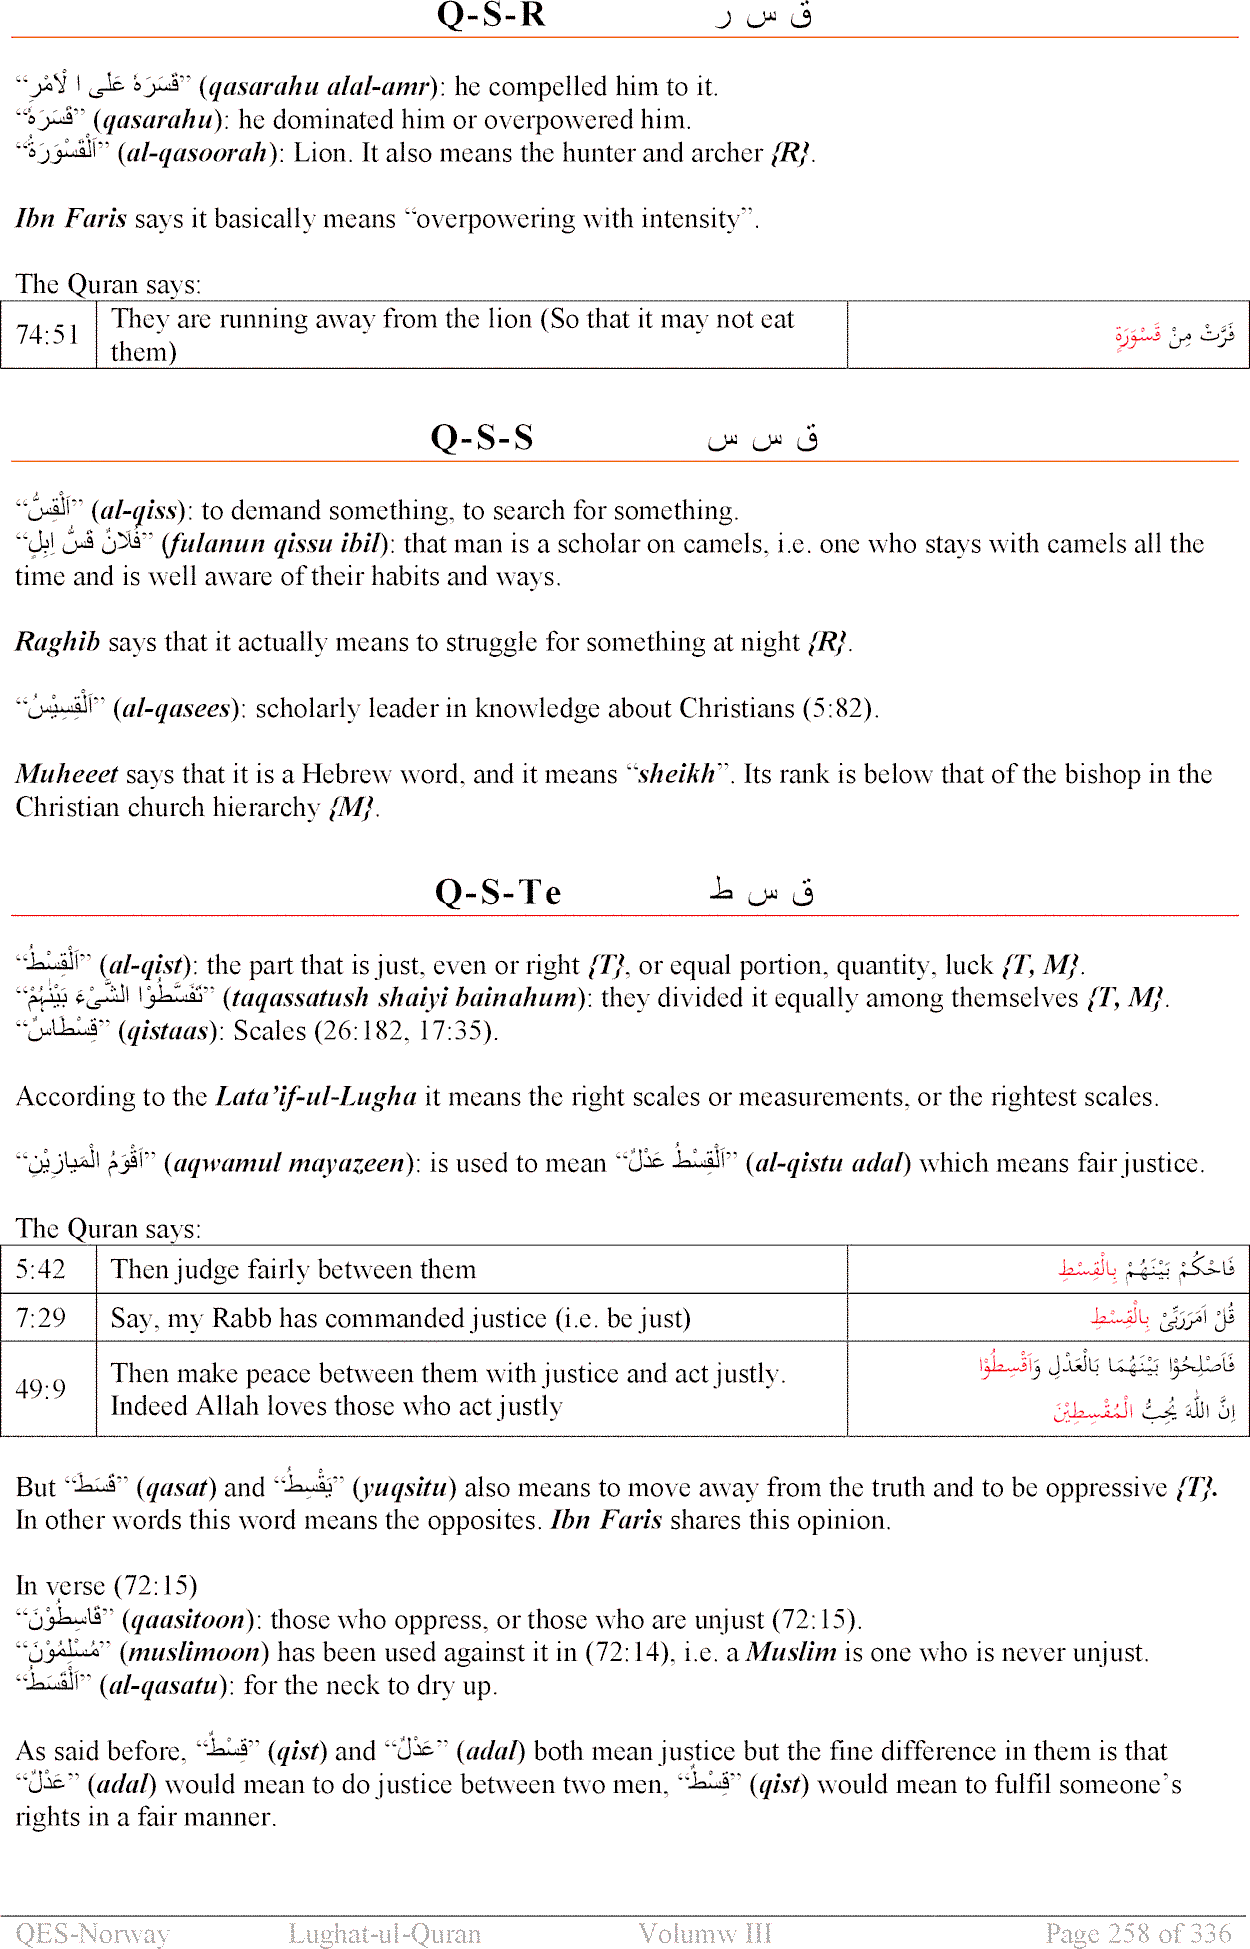 Q-S-R ق س ر
“قَسَرَهٗ عَلٰی ا لْاَمْرِ” (qasarahu alal-amr): he compelled him to it.
“قَسَرَهٗ” (qasarahu): he dominated him or overpowered him.
“اَلْقَسْوَرَةُ” (al-qasoorah): Lion. It also means the hunter and archer {R}.
Ibn Faris says it basically means “overpowering with intensity”.
The Quran says:
74:51 They are running away from the lion (So that it may not eat them) فَرَّتْ مِنْ قَسْوَرَةٍ
Q-S-S ق س س
“اَلْقِسُّ” (al-qiss): to demand something, to search for something.
“فُلَانٌ قَسُّ اِبِلٍ” (fulanun qissu ibil): that man is a scholar on camels, i.e. one who stays with camels all the
time and is well aware of their habits and ways.
Raghib says that it actually means to struggle for something at night {R}.
“اَلْقِسِيْسُ” (al-qasees): scholarly leader in knowledge about Christians (5:82).
Muheeet says that it is a Hebrew word, and it means “sheikh”. Its rank is below that of the bishop in the
Christian church hierarchy {M}.
Q-S-Te ق س ط
“اَلْقِسْطُ” (al-qist): the part that is just, even or right {T}, or equal portion, quantity, luck {T, M}.
“تَقَسَّطُوْا الشَّیْءَ بَيْنَهُمْ” (taqassatush shaiyi bainahum): they divided it equally among themselves {T, M}.
“قِسْطَاسٌ” (qistaas): Scales (26:182, 17:35).
According to the Lata’if-ul-Lugha it means the right scales or measurements, or the rightest scales.
“اَقْوَمُ الْمَيازِيْنِ” (aqwamul mayazeen): is used to mean “اَلْقِسْطُ عَدْلٌ” (al-qistu adal) which means fair justice.
The Quran says:
5:42 Then judge fairly between them فَاحْكُمْ بَيْنَهُمْ بِالْقِسْطِ
7:29 Say, my Rabb has commanded justice (i.e. be just) قُلْ اَمَرَرَبِّیْ بِالْقِسْطِ
49:9 Then make peace between them with justice and act justly. فَاَصْلِحُوْا بَيْنَهُمَا بَالْعَدْلِ وَاَقْسِطُوْا
Indeed Allah loves those who act justly اِنَّ اللّٰهَ يُحِبُّ الْمُقْسِطِيْنَ
But “قَسَطَ” (qasat) and “يَقْسِطُ” (yuqsitu) also means to move away from the truth and to be oppressive {T}.
In other words this word means the opposites. Ibn Faris shares this opinion.
In verse (72:15)
“قَاسِطُوْنَ” (qaasitoon): those who oppress, or those who are unjust (72:15).
“مُسْلِمُوْنَ” (muslimoon) has been used against it in (72:14), i.e. a Muslim is one who is never unjust.
“اَلْقَسَطُ” (al-qasatu): for the neck to dry up.
As said before, “قِسْطٌ” (qist) and “عَدْلٌ” (adal) both mean justice but the fine difference in them is that
“عَدْلٌ” (adal) would mean to do justice between two men, “قِسْطٌ” (qist) would mean to fulfil someone’s
rights in a fair manner.
QES-Norway Lughat-ul-Quran Volumw III Page 258 of 336